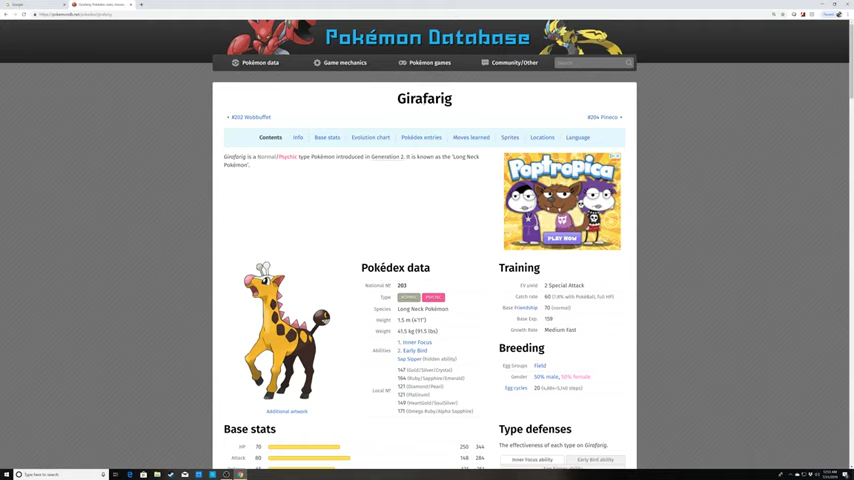 Google
https://pokemondb.net/pokedex/girafarig
Pokémon Database
Pokémon data
Game mechanics
Pokémon games
Community/Other
Search
Girafarig
#202 Wobbuffet
#204 Pineco
Contents
Info
Base stats
Evolution chart
Pokédex entries
Moves learned
Sprites
Locations
Language
Girafarig is a Normal/Psychic type Pokémon introduced in Generation 2. It is known as the 'Long Neck
Pokémon'.
Poptropica
PLAY NOW
Additional artwork
Pokédex data
National № 203
Type NORMAL PSYCHIC
Species Long Neck Pokémon
Height 1.5 m (4'11")
Weight 41.5 kg (91.5 lbs)
Abilities 1. Inner Focus
2. Early Bird
Sap Sipper (hidden ability)
Local № 147 (Gold/Silver/Crystal)
164 (Ruby/Sapphire/Emerald)
121 (Diamond/Pearl)
121 (Platinum)
149 (HeartGold/SoulSilver)
171 (Omega Ruby/Alpha Sapphire)
Training
EV yield 2 Special Attack
Catch rate 60 (7.8% with PokéBall, full HP)
Base Friendship 70 (normal)
Base Exp. 159
Growth Rate Medium Fast
Breeding
Egg Groups Field
Gender 50% male, 50% female
Egg cycles 20 (4,884–5,140 steps)
Base stats
HP 70 250 344
Attack 80 148 284
Type defenses
The effectiveness of each type on Girafarig.
Inner Focus ability
Early Bird ability
Type here to search